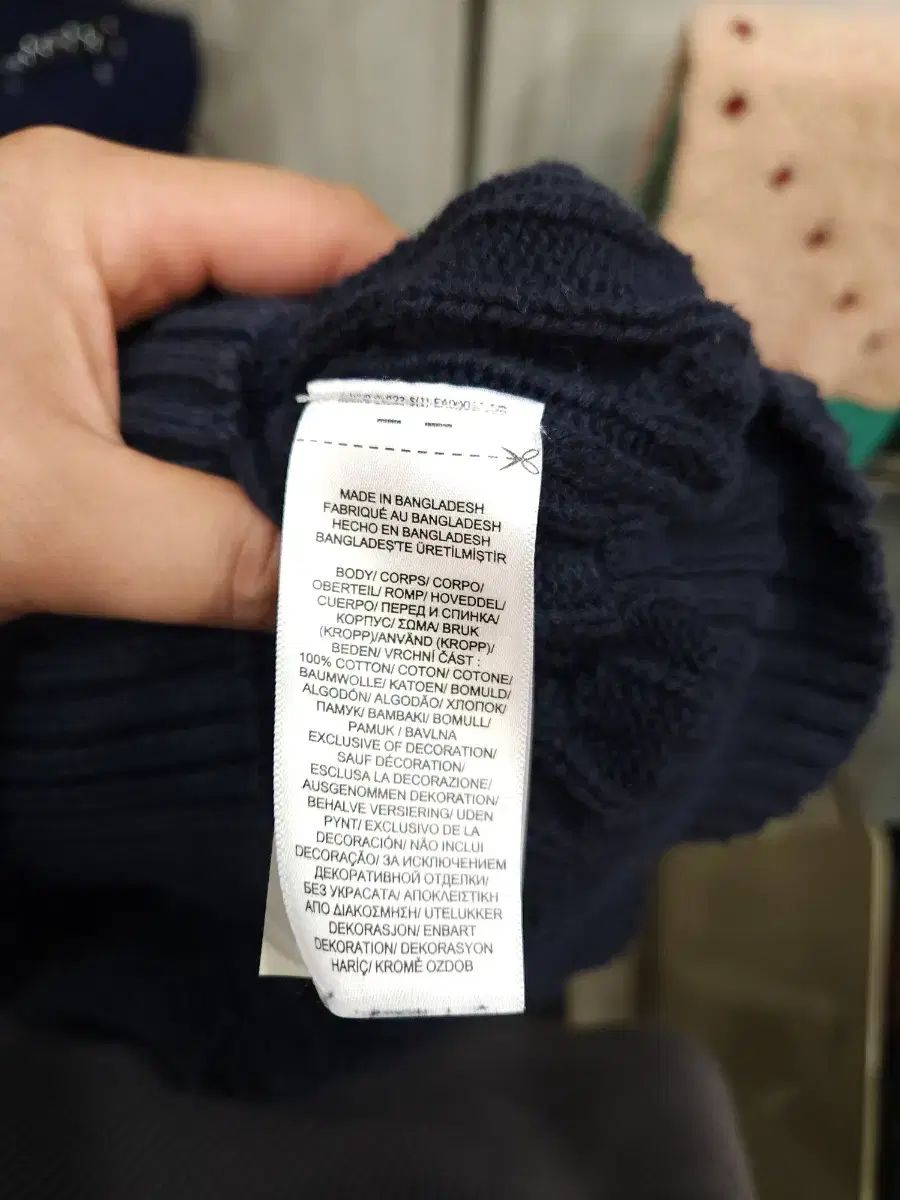 MADE IN BANGLADESH
FABRIQUÉ AU BANGLADESH
HECHO EN BANGLADESH
BANGLADEŞ'TE ÜRETİLMİŞTİR
BODY/ CORPS/ CORPO/
OBERTEIL/ ROMP/ HOVEDDEL/
CUERPO/ ПЕРЕД И СПИНКА/
КОРПУС/ ΣΩΜΑ/ BRUK
(KROPP)/ANVÄND (KROPP)/
BEDEN/ VRCHNÍ ČÁST :
100% COTTON/ COTON/ COTONE/
BAUMWOLLE/ KATOEN/ BOMULD/
ALGODÓN/ ALGODÃO/ ХЛОПОК/
ПАМУК/ BAMBAKI/ BOMULL/
PAMUK / BAVLNA
EXCLUSIVE OF DECORATION/
SAUF DÉCORATION/
ESCLUSA LA DECORAZIONE/
AUSGENOMMEN DEKORATION/
BEHALVE VERSIERING/ UDEN
PYNT/ EXCLUSIVO DE LA
DECORACIÓN/ NÃO INCLUI
DECORAÇÃO/ ЗА ИСКЛЮЧЕНИЕМ
ДЕКОРАТИВНОЙ ОТДЕЛКИ/
БЕЗ УКРАСАТА/ ΑΠΟΚΛΕΙΣΤΙΚΗ
ΑΠΟ ΔΙΑΚΟΣΜΗΣΗ/ UTELUKKER
DEKORASJON/ ENBART
DEKORATION/ DEKORASYON
HARİÇ/ KROMĚ OZDOB